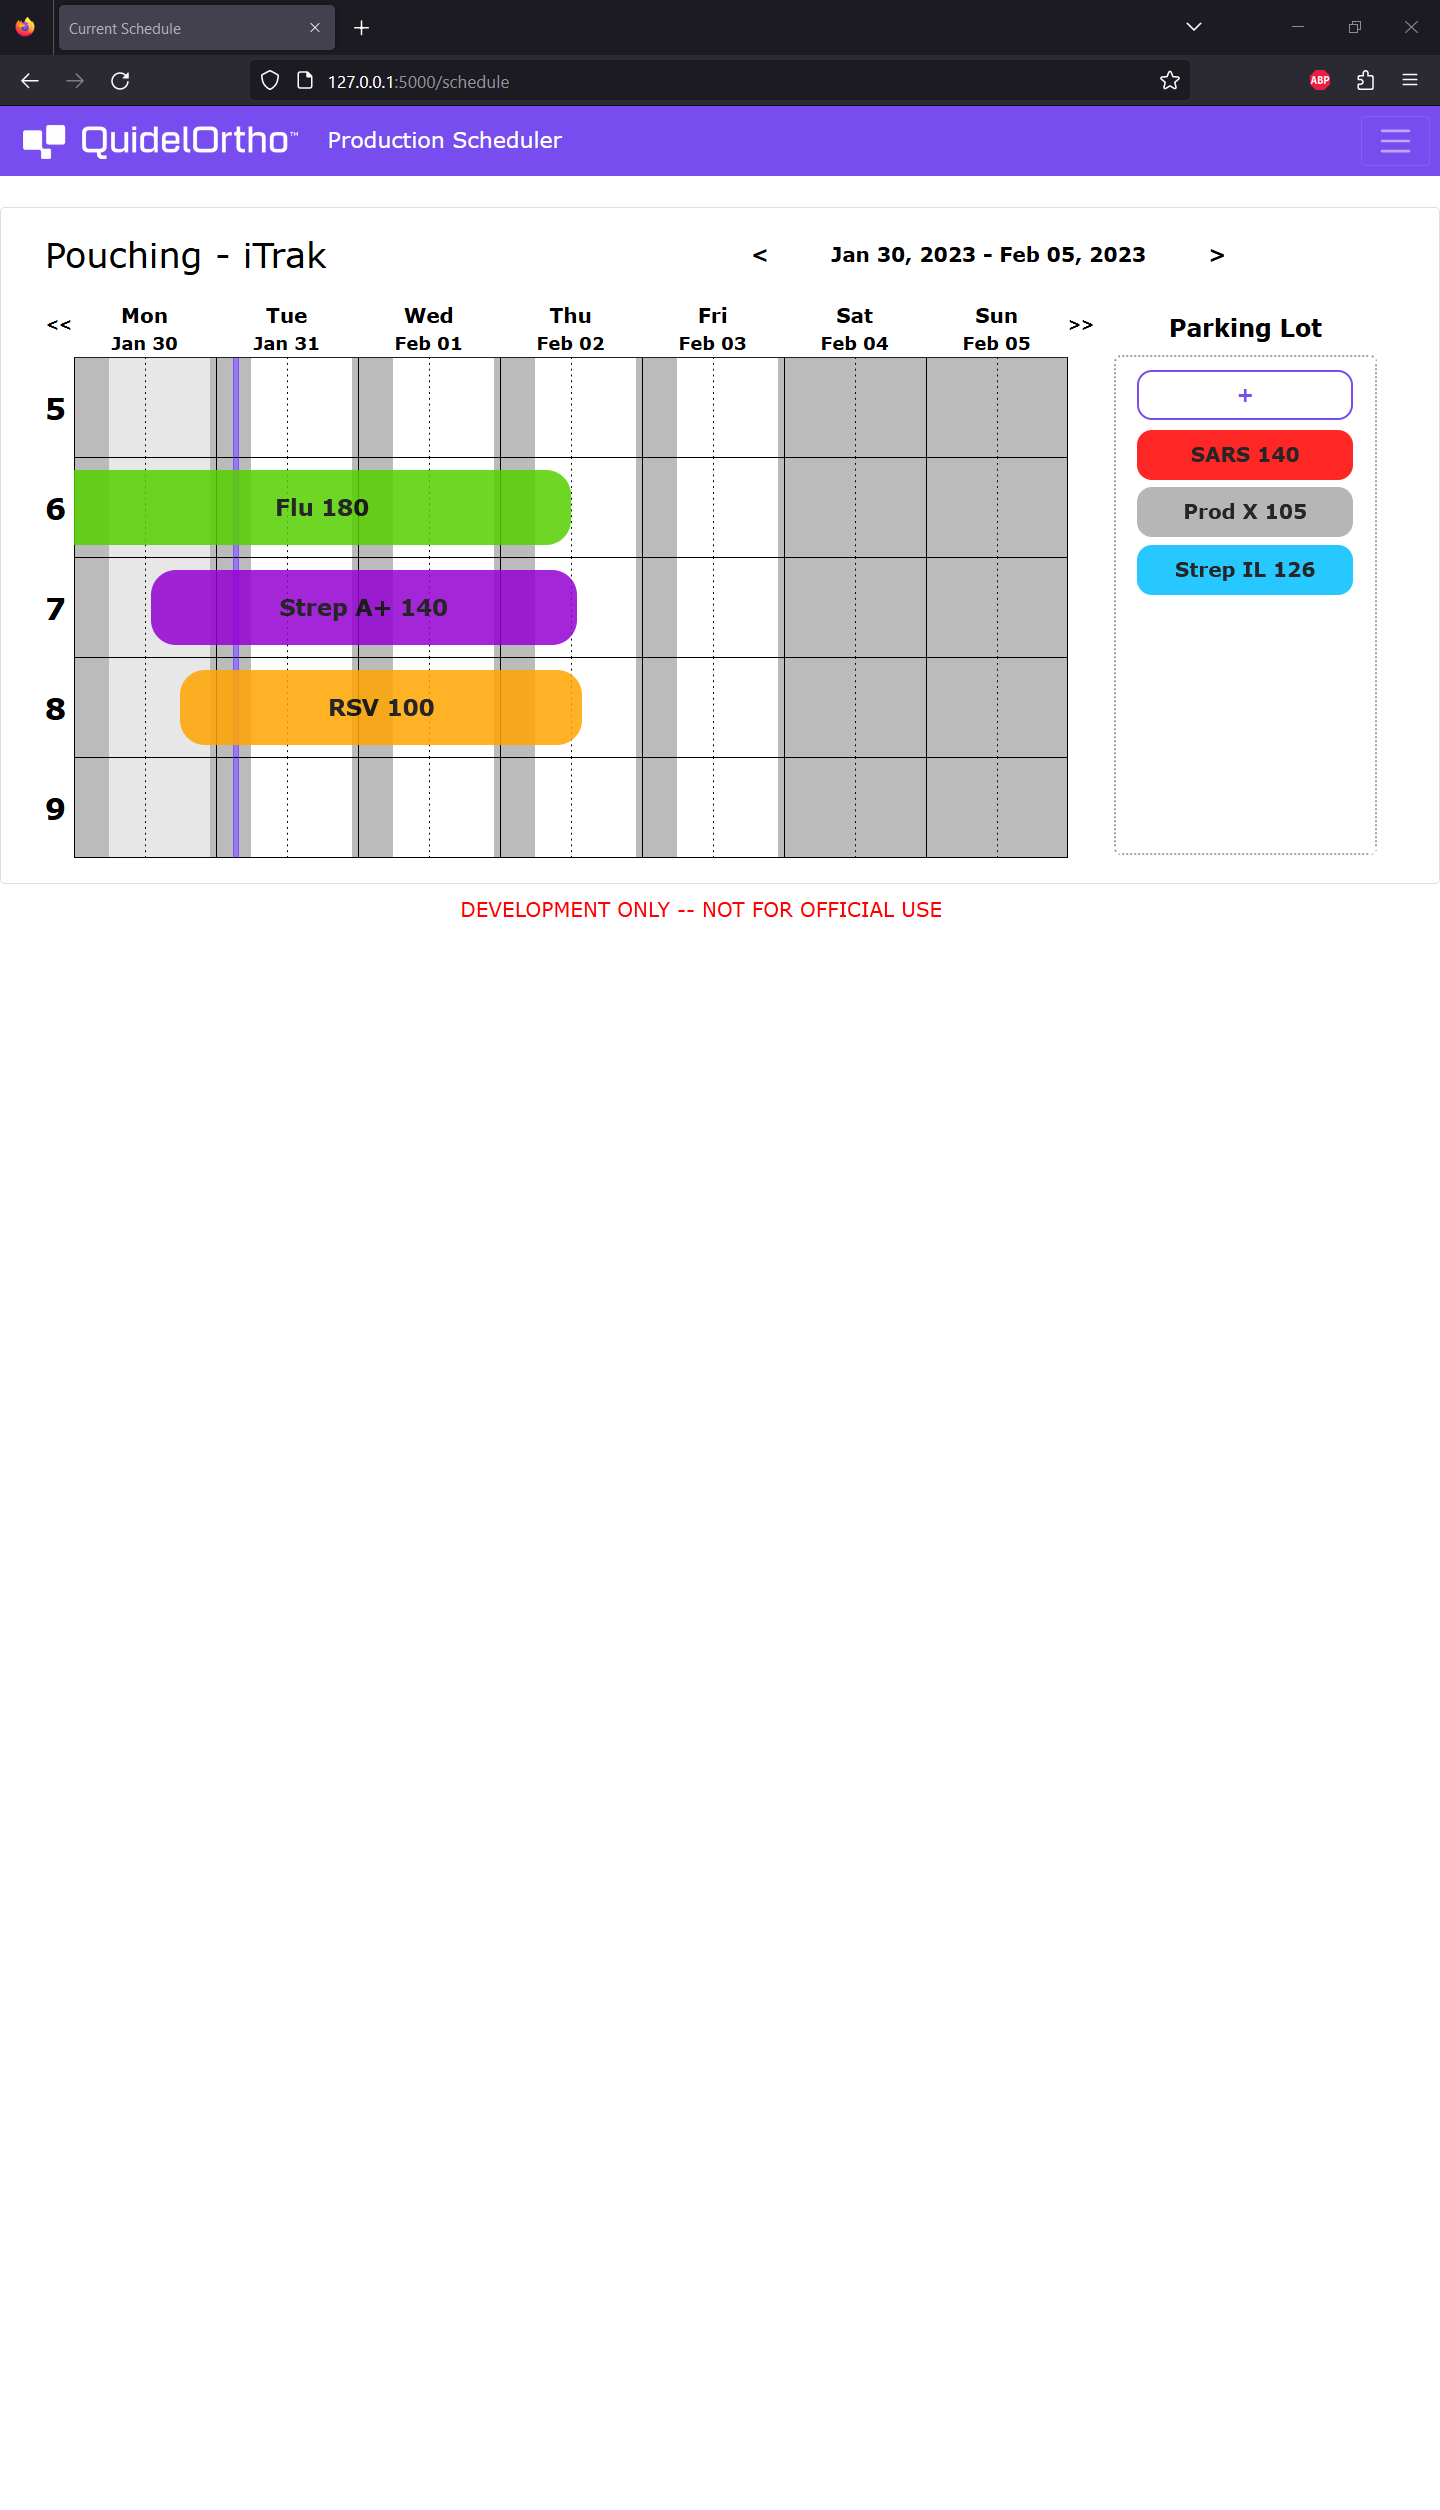 Current Schedule
127.0.0.1:5000/schedule
ABP
QuidelOrtho™ Production Scheduler
Pouching - iTrak
< Jan 30, 2023 - Feb 05, 2023 >
<< Mon Tue Wed Thu Fri Sat Sun >>
Jan 30 Jan 31 Feb 01 Feb 02 Feb 03 Feb 04 Feb 05
5
6 Flu 180
7 Strep A+ 140
8 RSV 100
9
Parking Lot
+
SARS 140
Prod X 105
Strep IL 126
DEVELOPMENT ONLY -- NOT FOR OFFICIAL USE